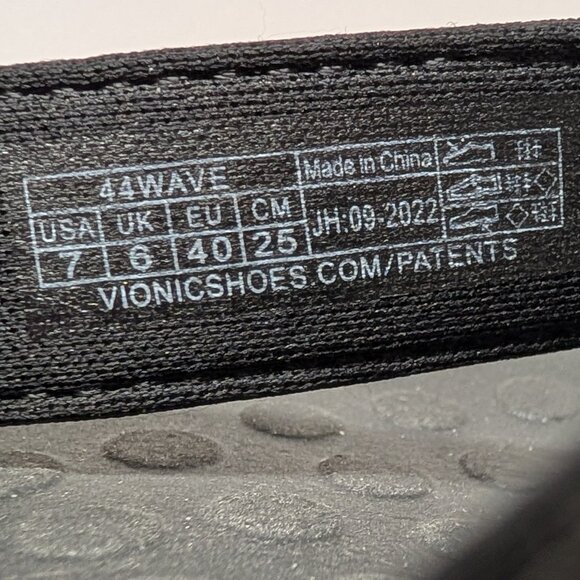 44WAVE
USA UK EU CM
7 6 40 25
Made in China
JH:09-2022
VIONICSHOES.COM/PATENTS